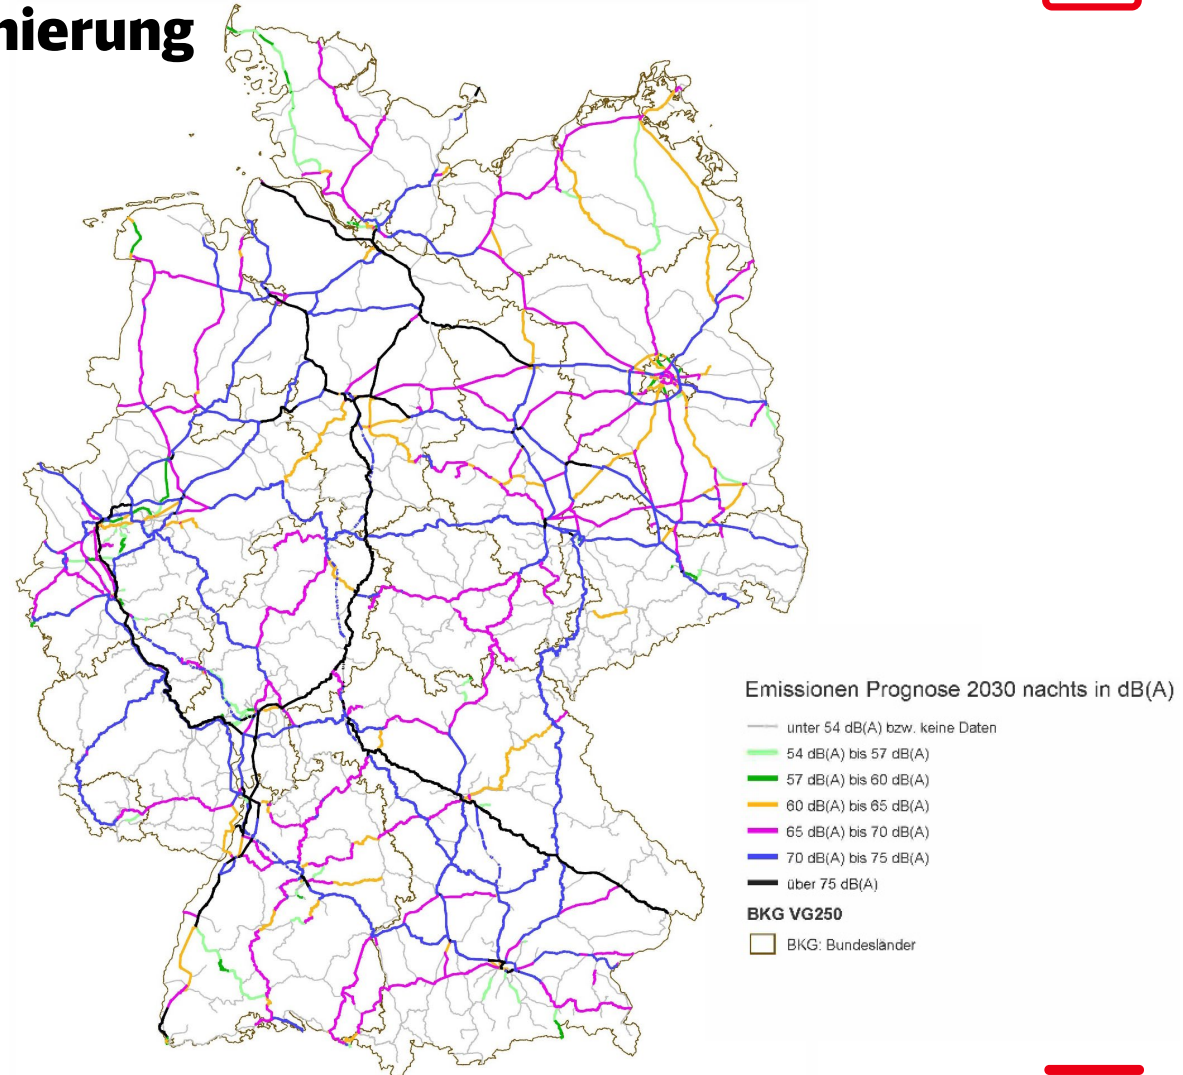 nierung
Emissionen Prognose 2030 nachts in dB(A)
unter 54 dB(A) bzw. keine Daten
54 dB(A) bis 57 dB(A)
57 dB(A) bis 60 dB(A)
60 dB(A) bis 65 dB(A)
65 dB(A) bis 70 dB(A)
70 dB(A) bis 75 dB(A)
über 75 dB(A)
BKG VG250
BKG: Bundesländer